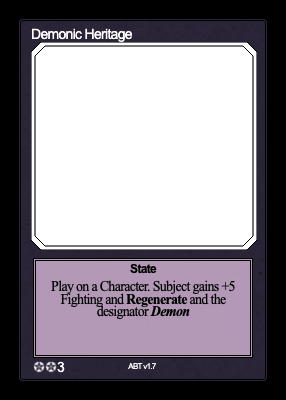 Demonic Heritage
State
Play on a Character. Subject gains +5
Fighting and Regenerate and the
designator Demon
3
ABT v1.7